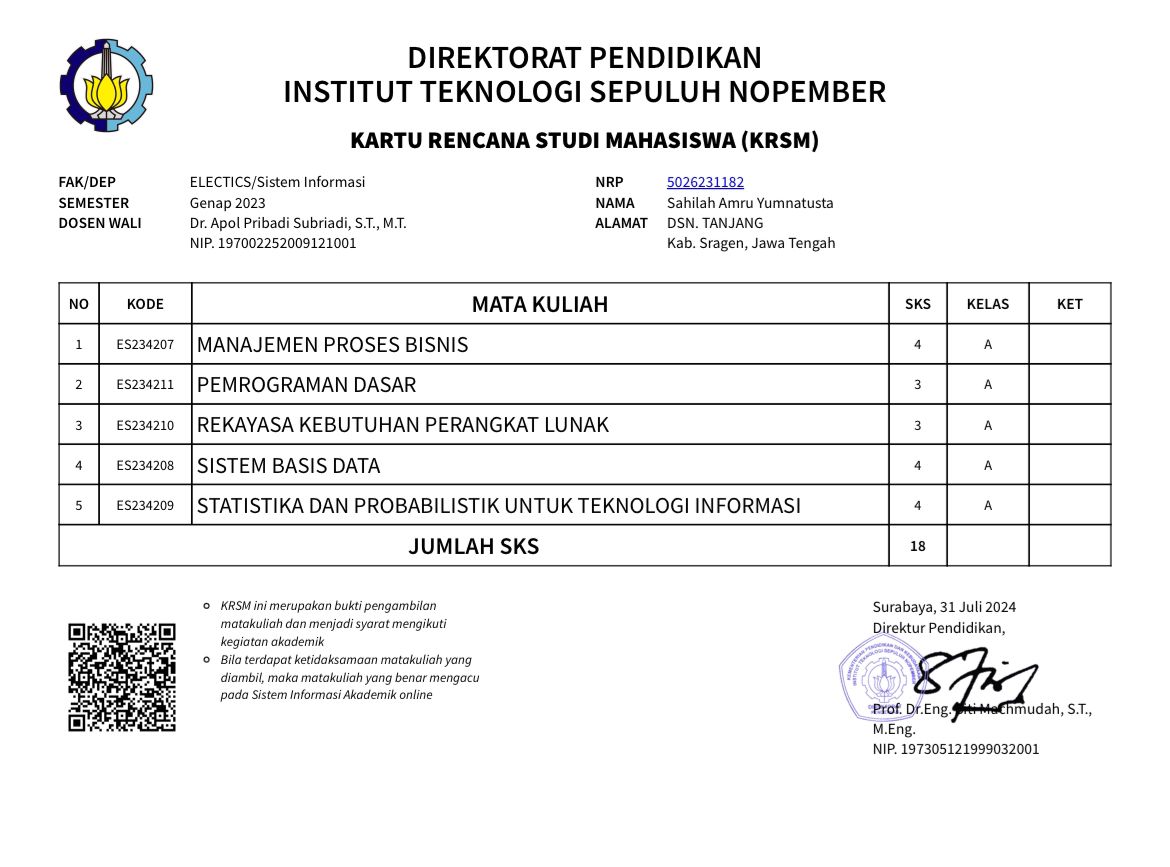 DIREKTORAT PENDIDIKAN
INSTITUT TEKNOLOGI SEPULUH NOPEMBER
KARTU RENCANA STUDI MAHASISWA (KRSM)
FAK/DEP ELECTICS/Sistem Informasi
SEMESTER Genap 2023
DOSEN WALI Dr. Apol Pribadi Subriadi, S.T., M.T.
NIP. 197002252009121001
NRP 5026231182
NAMA Sahilah Amru Yumnatusta
ALAMAT DSN. TANJANG
Kab. Sragen, Jawa Tengah
NO KODE MATA KULIAH SKS KELAS KET
1 ES234207 MANAJEMEN PROSES BISNIS 4 A
2 ES234211 PEMROGRAMAN DASAR 3 A
3 ES234210 REKAYASA KEBUTUHAN PERANGKAT LUNAK 3 A
4 ES234208 SISTEM BASIS DATA 4 A
5 ES234209 STATISTIKA DAN PROBABILISTIK UNTUK TEKNOLOGI INFORMASI 4 A
JUMLAH SKS 18
KRSM ini merupakan bukti pengambilan
matakuliah dan menjadi syarat mengikuti
kegiatan akademik
Bila terdapat ketidaksamaan matakuliah yang
diambil, maka matakuliah yang benar mengacu
pada Sistem Informasi Akademik online
Surabaya, 31 Juli 2024
Direktur Pendidikan,
Prof. Dr.Eng. Siti Machmudah, S.T.,
M.Eng.
NIP. 197305121999032001